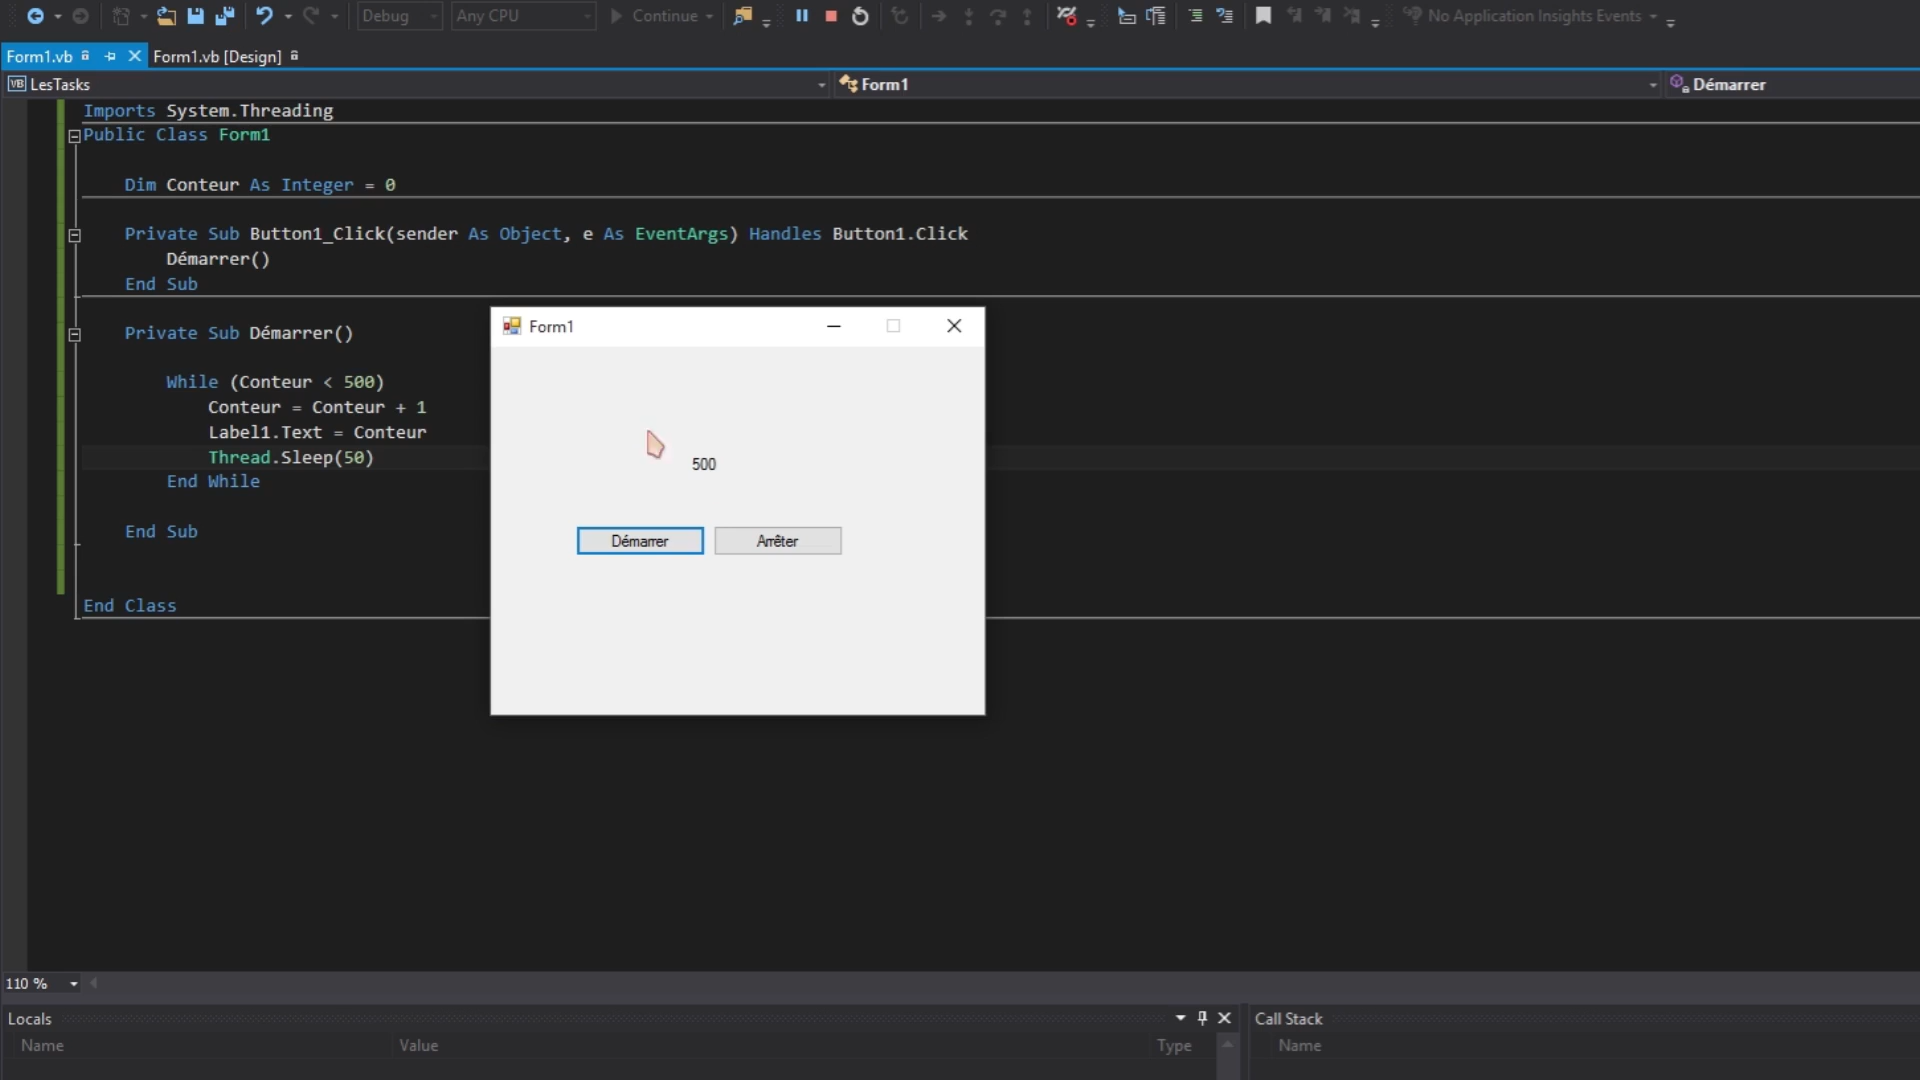 Debug Any CPU Continue No Application Insights Events
Form1.vb Form1.vb [Design]
VB LesTasks Form1 Démarrer
Imports System.Threading
Public Class Form1
Dim Conteur As Integer = 0
Private Sub Button1_Click(sender As Object, e As EventArgs) Handles Button1.Click
Démarrer()
End Sub
Private Sub Démarrer()
While (Conteur < 500)
Conteur = Conteur + 1
Label1.Text = Conteur
Thread.Sleep(50)
End While
End Sub
End Class
Form1
500
Démarrer Arrêter
110 %
Locals
Name Value Type
Call Stack
Name